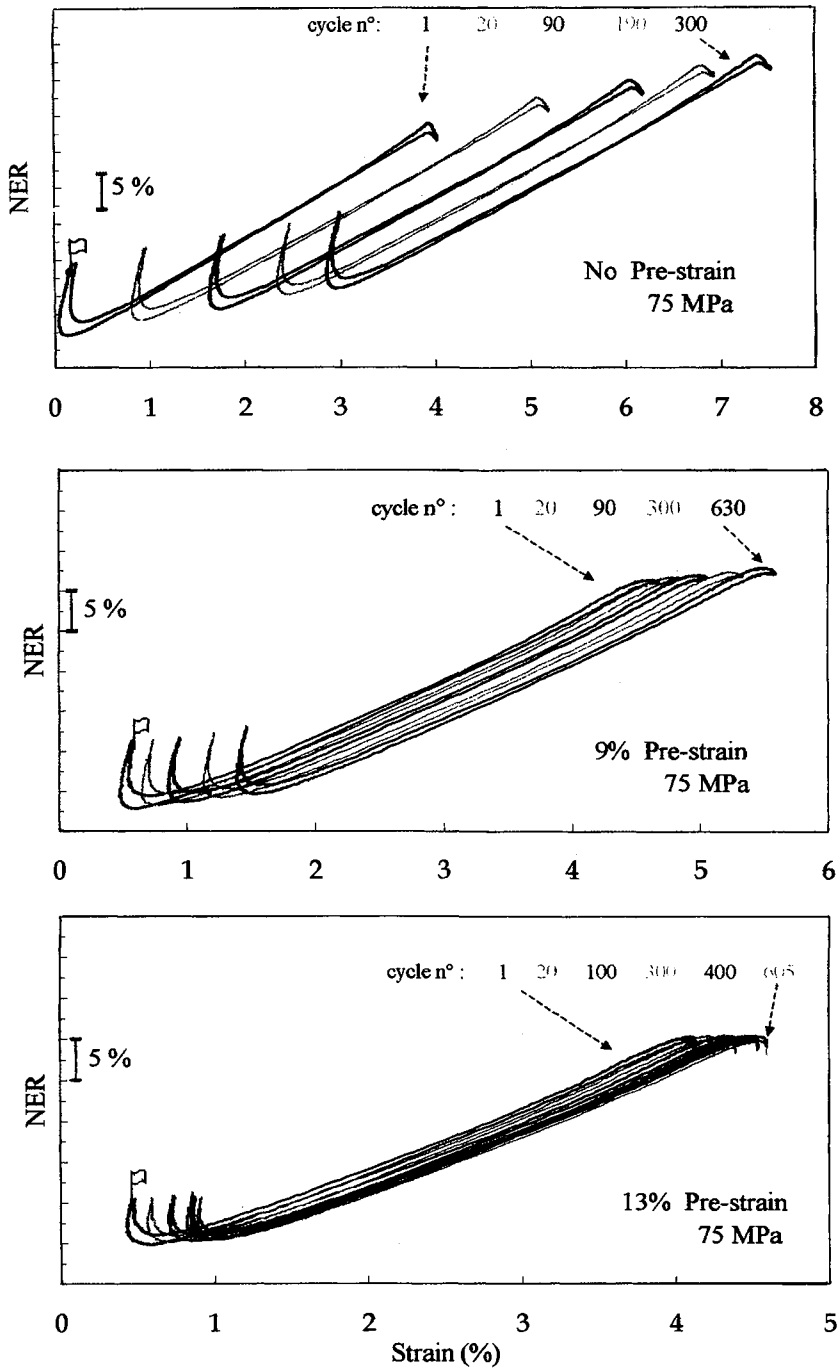 cycle n°: 1 20 90 190 300
NER
5 %
No Pre-strain
75 MPa
0 1 2 3 4 5 6 7 8
cycle n° : 1 20 90 300 630
NER
5 %
9% Pre-strain
75 MPa
0 1 2 3 4 5 6
cycle n° : 1 20 100 300 400 605
NER
5 %
13% Pre-strain
75 MPa
0 1 2 3 4 5
Strain (%)